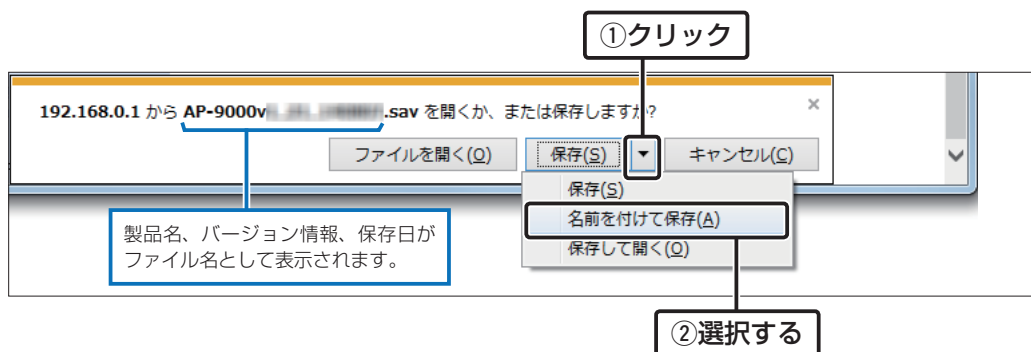 ①クリック
192.168.0.1 から AP-9000v .sav を開くか、または保存しますか?
×
ファイルを開く(O) 保存(S) ▼ キャンセル(C)
保存(S)
名前を付けて保存(A)
保存して開く(O)
製品名、バージョン情報、保存日が
ファイル名として表示されます。
②選択する